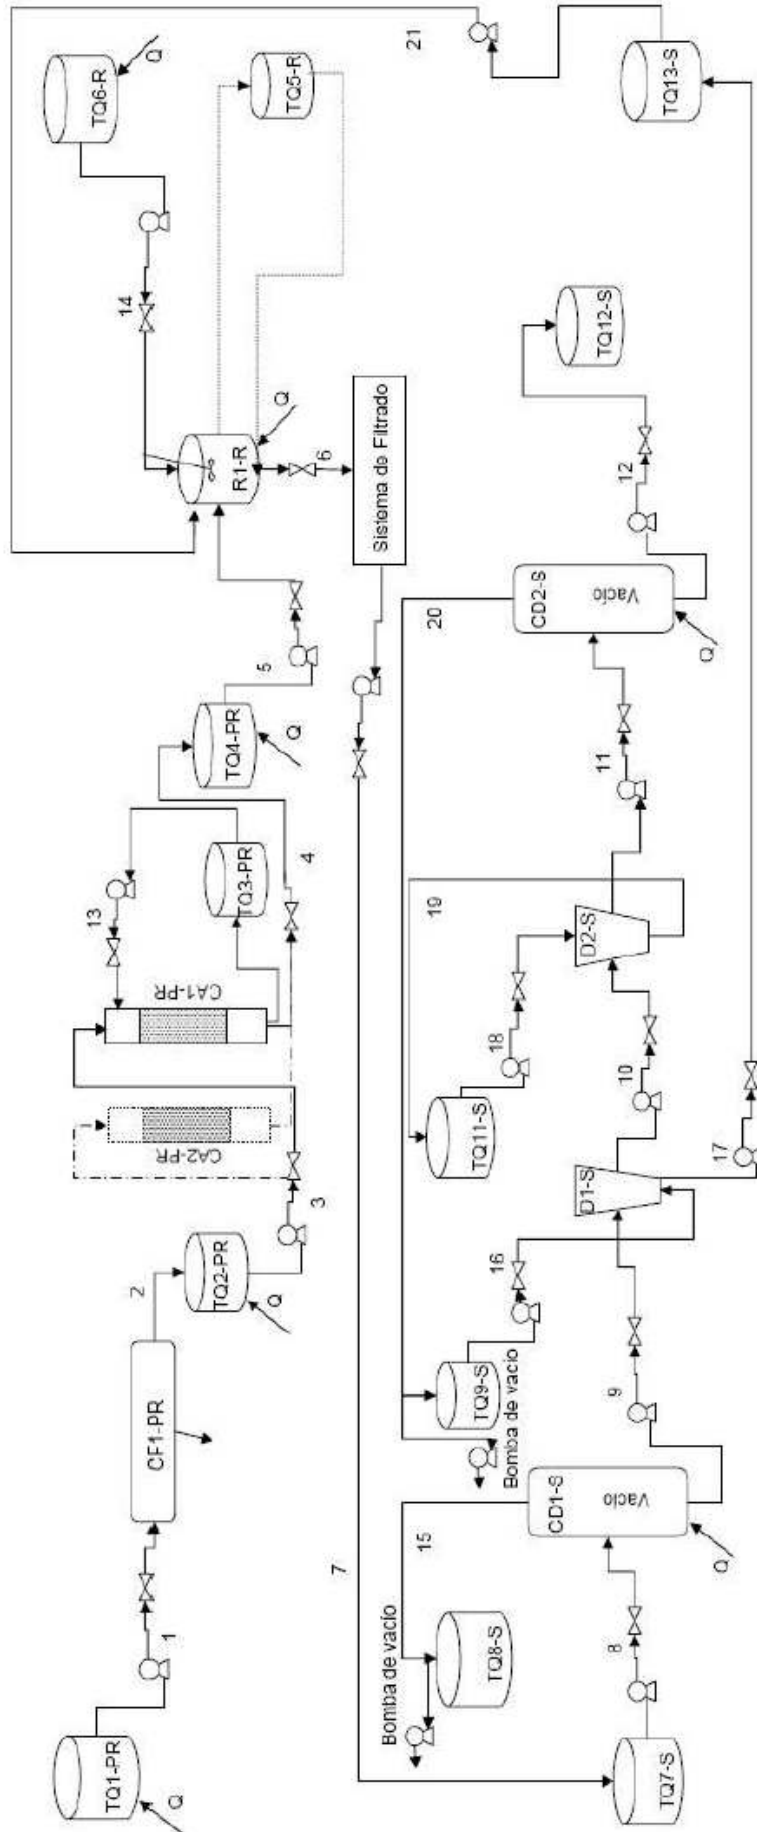 TQ1-PR
Q
1
CF1-PR
2
TQ2-PR
Q
3
CA2-PR
CA1-PR
13
TQ3-PR
4
TQ4-PR
Q
5
R1-R
Q
14
TQ6-R
Q
TQ5-R
21
6
Sistema de Filtrado
7
TQ7-S
8
Bomba de vacio
TQ8-S
15
CD1-S
Vacío
Q
9
Bomba de vacio
TQ9-S
16
D1-S
17
10
TQ11-S
18
19
D2-S
11
20
CD2-S
Vacío
Q
12
TQ12-S
TQ13-S